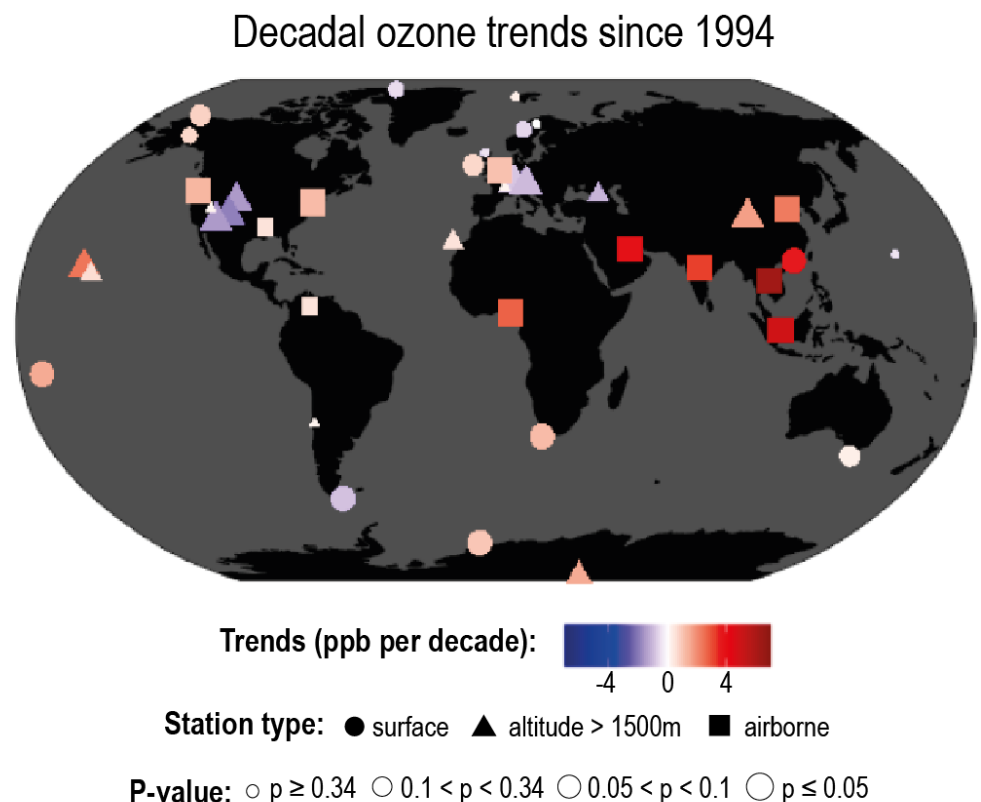 Decadal ozone trends since 1994
Trends (ppb per decade):
-4 0 4
Station type: surface altitude > 1500m airborne
P-value: p ≥ 0.34 0.1 < p < 0.34 0.05 < p < 0.1 p ≤ 0.05